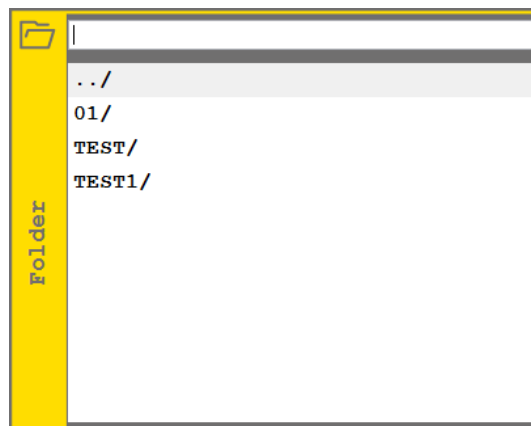 ../
01/
TEST/
TEST1/
Folder